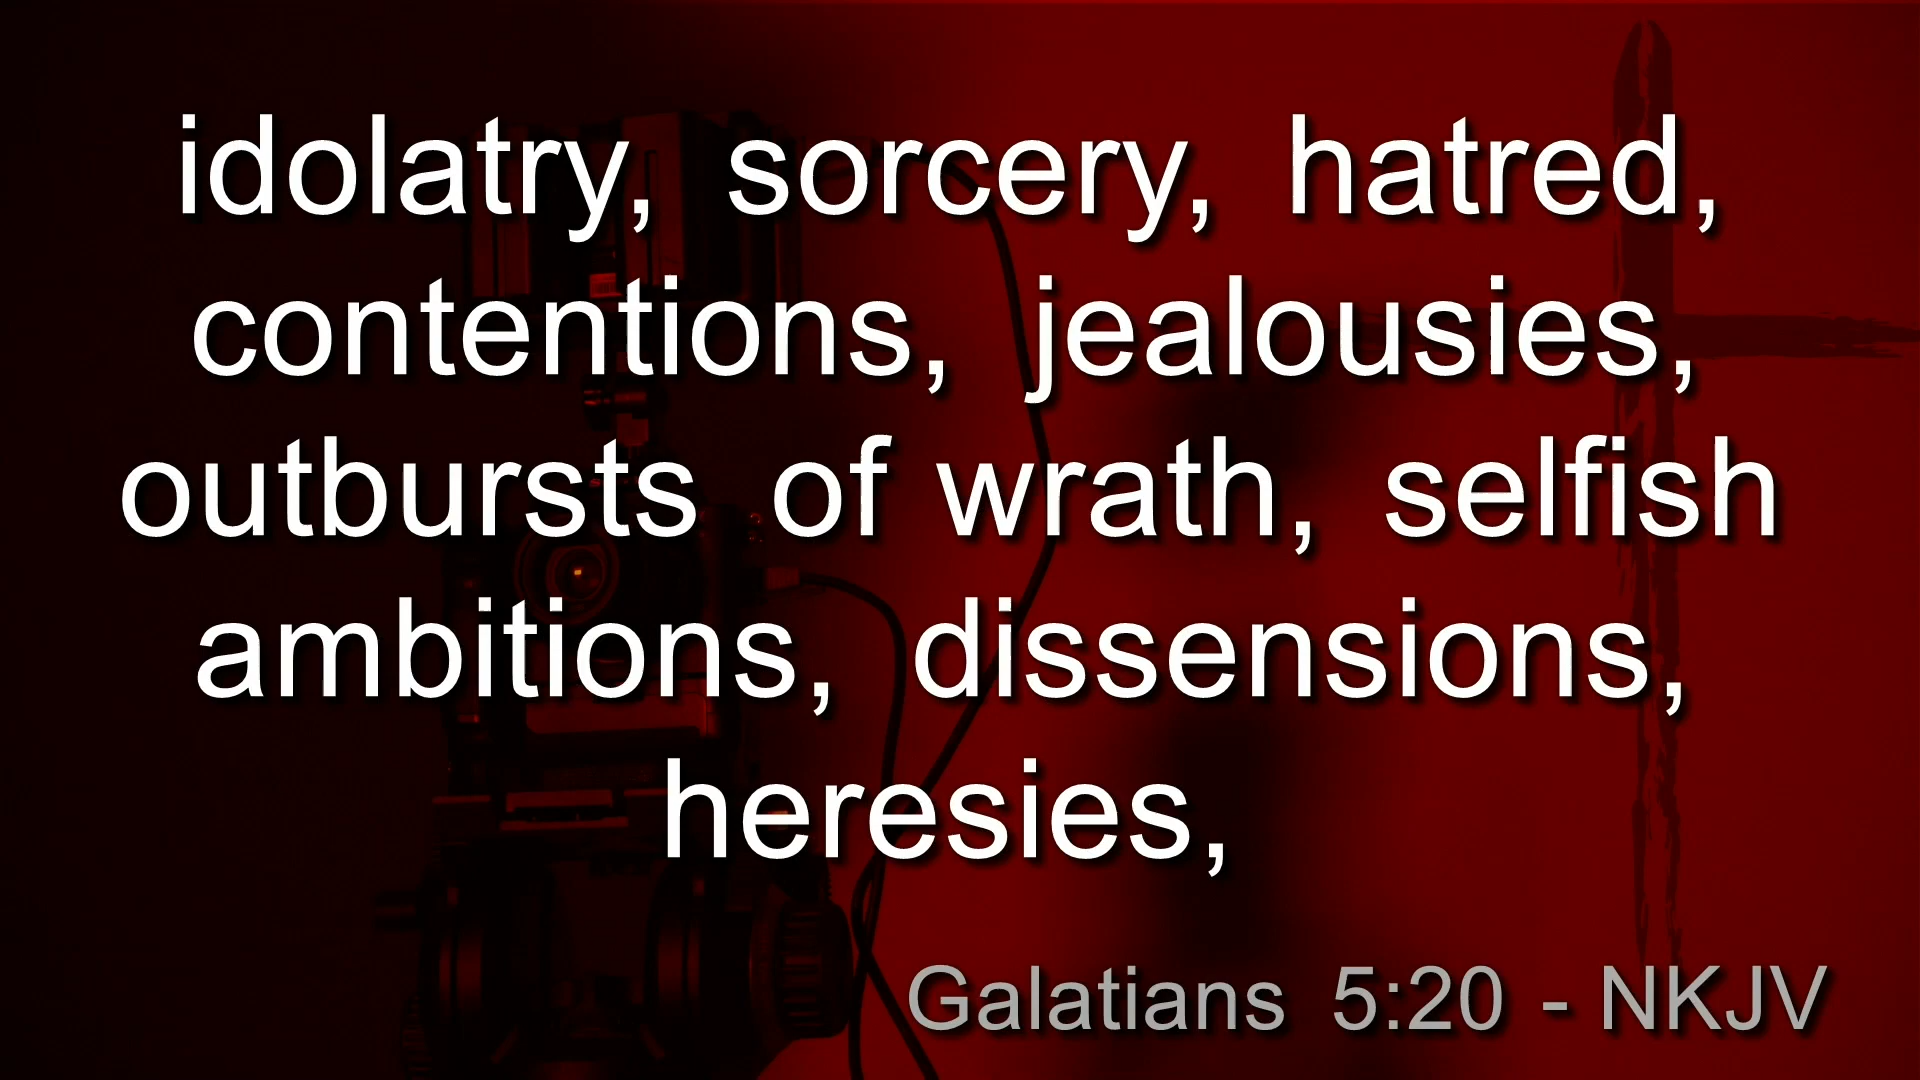 idolatry, sorcery, hatred,
contentions, jealousies,
outbursts of wrath, selfish
ambitions, dissensions,
heresies,
Galatians 5:20 - NKJV